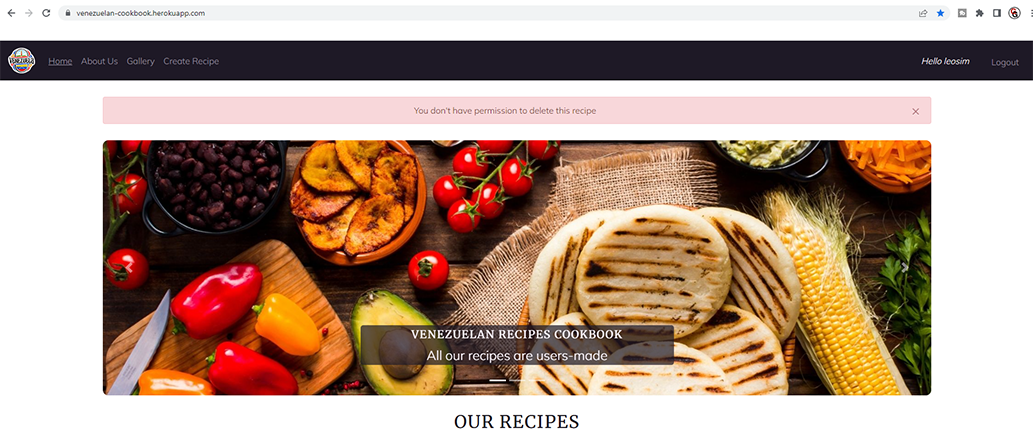 venezuelan-cookbook.herokuapp.com
Home About Us Gallery Create Recipe Hello leosim Logout
You don't have permission to delete this recipe ×
VENEZUELAN RECIPES COOKBOOK
All our recipes are users-made
OUR RECIPES